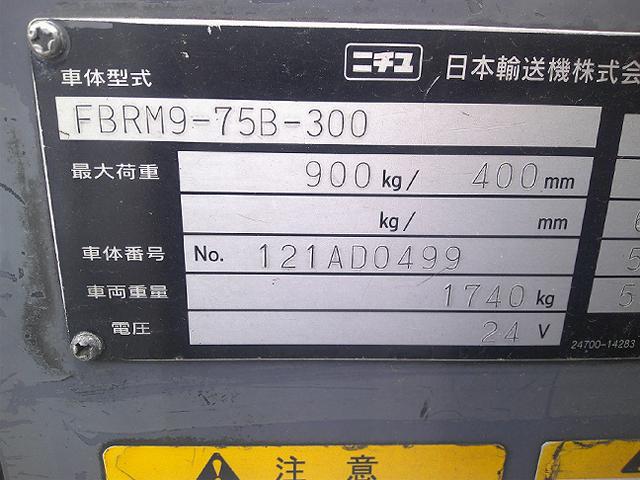 ニチユ 日本輸送機株式会
車体型式
FBRM9-75B-300
最大荷重 900 kg/ 400 mm
kg/ mm
車体番号 No. 121AD0499 5
車両重量 1740 kg 5
電圧 24 V
24700-14283
注意